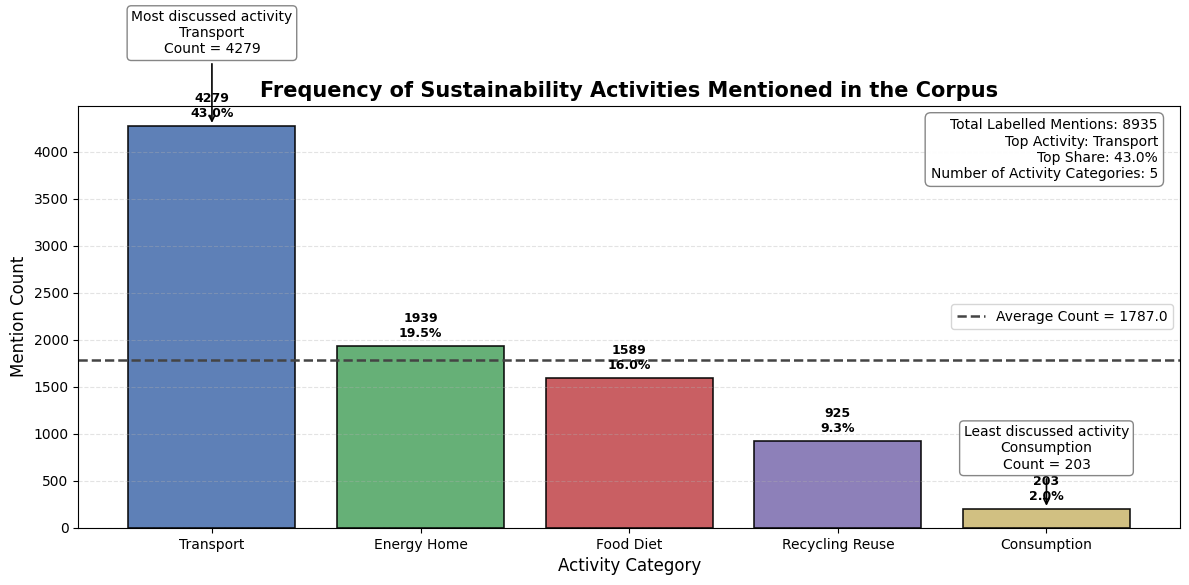 Most discussed activity
Transport
Count = 4279
Frequency of Sustainability Activities Mentioned in the Corpus
4279
43.0%
Total Labelled Mentions: 8935
Top Activity: Transport
Top Share: 43.0%
Number of Activity Categories: 5
Mention Count
4000
3500
3000
2500
2000
1500
1000
500
0
Average Count = 1787.0
1939
19.5%
1589
16.0%
925
9.3%
Least discussed activity
Consumption
Count = 203
203
2.0%
Transport
Energy Home
Food Diet
Recycling Reuse
Consumption
Activity Category